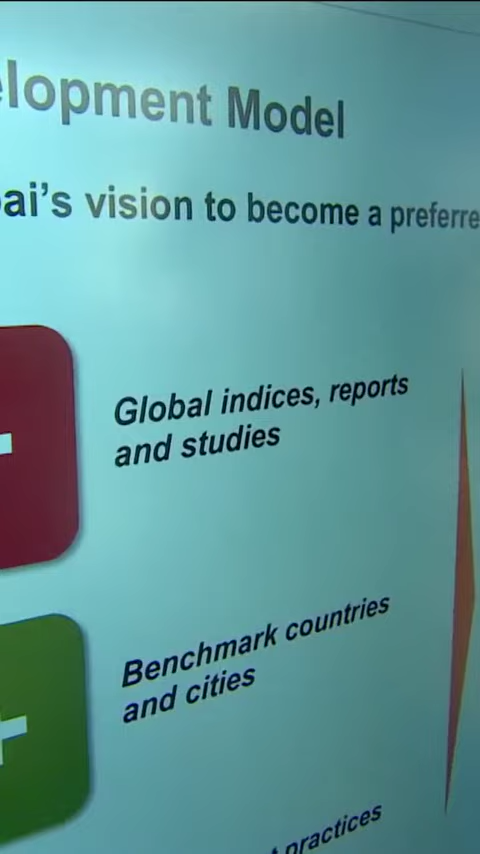 elopment Model
ai's vision to become a preferre
Global indices, reports
and studies
Benchmark countries
and cities
practices